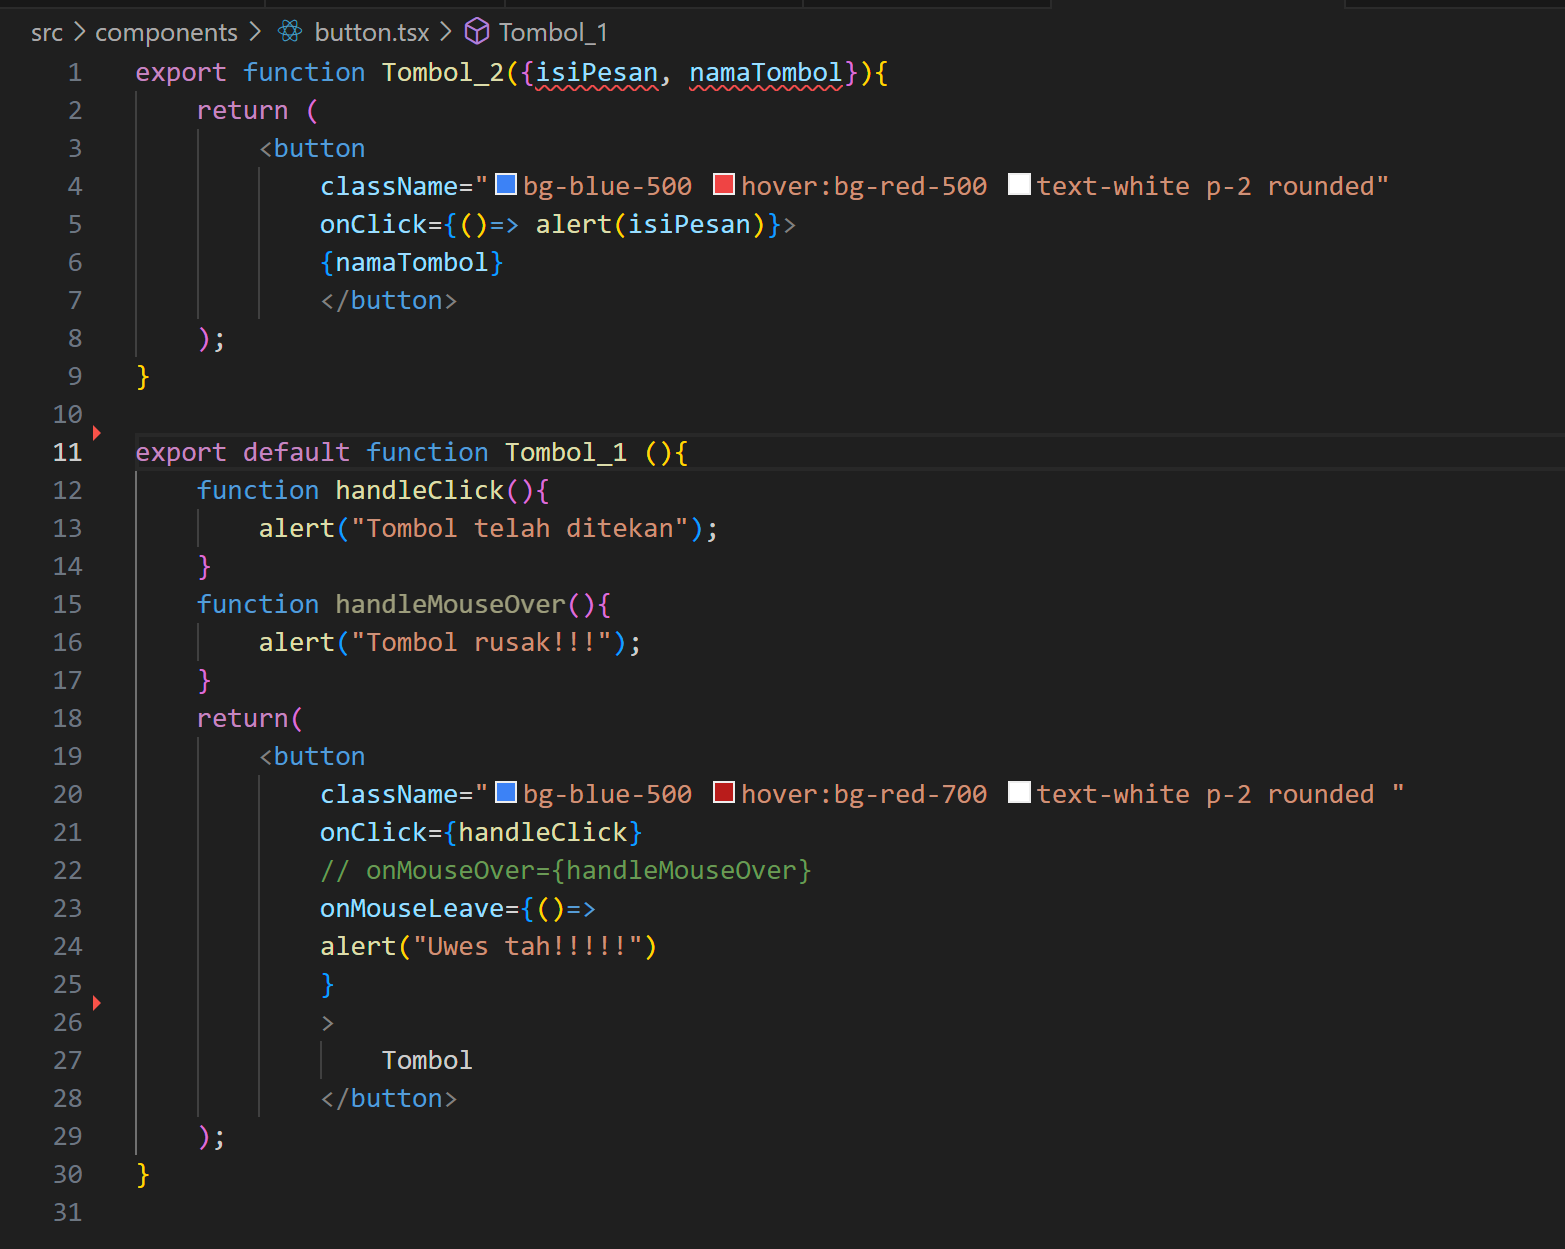 src > components > button.tsx > Tombol_1
1 export function Tombol_2({isiPesan, namaTombol}){
2 return (
3 <button
4 className="bg-blue-500 hover:bg-red-500 text-white p-2 rounded"
5 onClick={()=> alert(isiPesan)}>
6 {namaTombol}
7 </button>
8 );
9 }
10
11 export default function Tombol_1 (){
12 function handleClick(){
13 alert("Tombol telah ditekan");
14 }
15 function handleMouseOver(){
16 alert("Tombol rusak!!!");
17 }
18 return(
19 <button
20 className="bg-blue-500 hover:bg-red-700 text-white p-2 rounded "
21 onClick={handleClick}
22 // onMouseOver={handleMouseOver}
23 onMouseLeave={()=>
24 alert("Uwes tah!!!!!")
25 }
26 >
27 Tombol
28 </button>
29 );
30 }
31